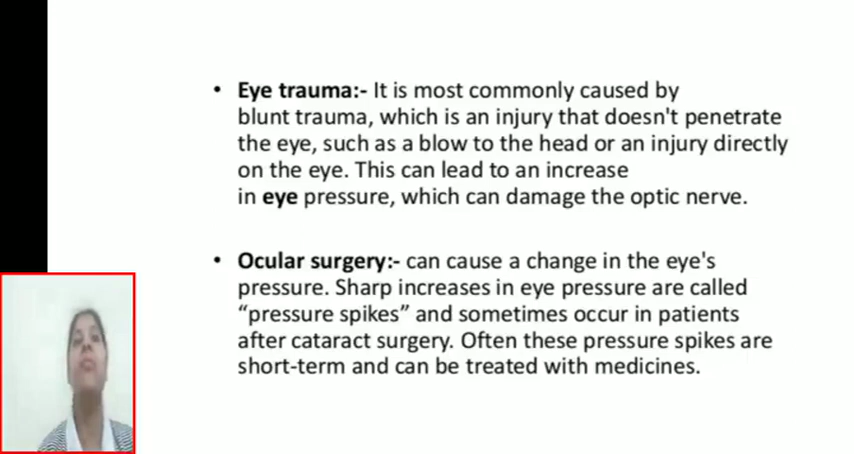 • Eye trauma:- It is most commonly caused by
blunt trauma, which is an injury that doesn't penetrate
the eye, such as a blow to the head or an injury directly
on the eye. This can lead to an increase
in eye pressure, which can damage the optic nerve.
• Ocular surgery:- can cause a change in the eye's
pressure. Sharp increases in eye pressure are called
“pressure spikes” and sometimes occur in patients
after cataract surgery. Often these pressure spikes are
short-term and can be treated with medicines.